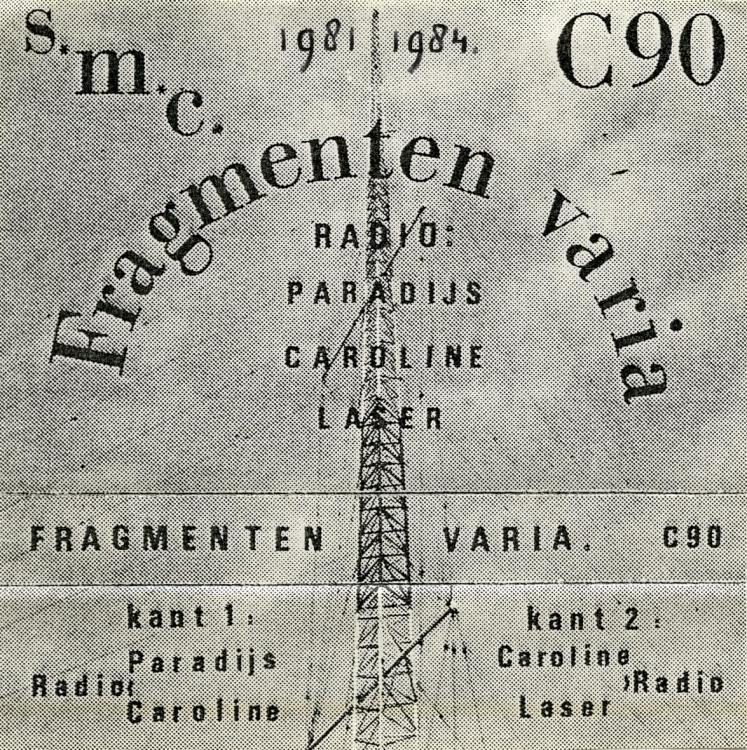 s.m.c.
1981 1984.
C90
Fragmenten varia
RADIO:
PARADIJS
CAROLINE
LASER
FRAGMENTEN VARIA. C90
kant 1:
Radio
Paradijs
Caroline
kant 2:
Caroline
Laser
Radio